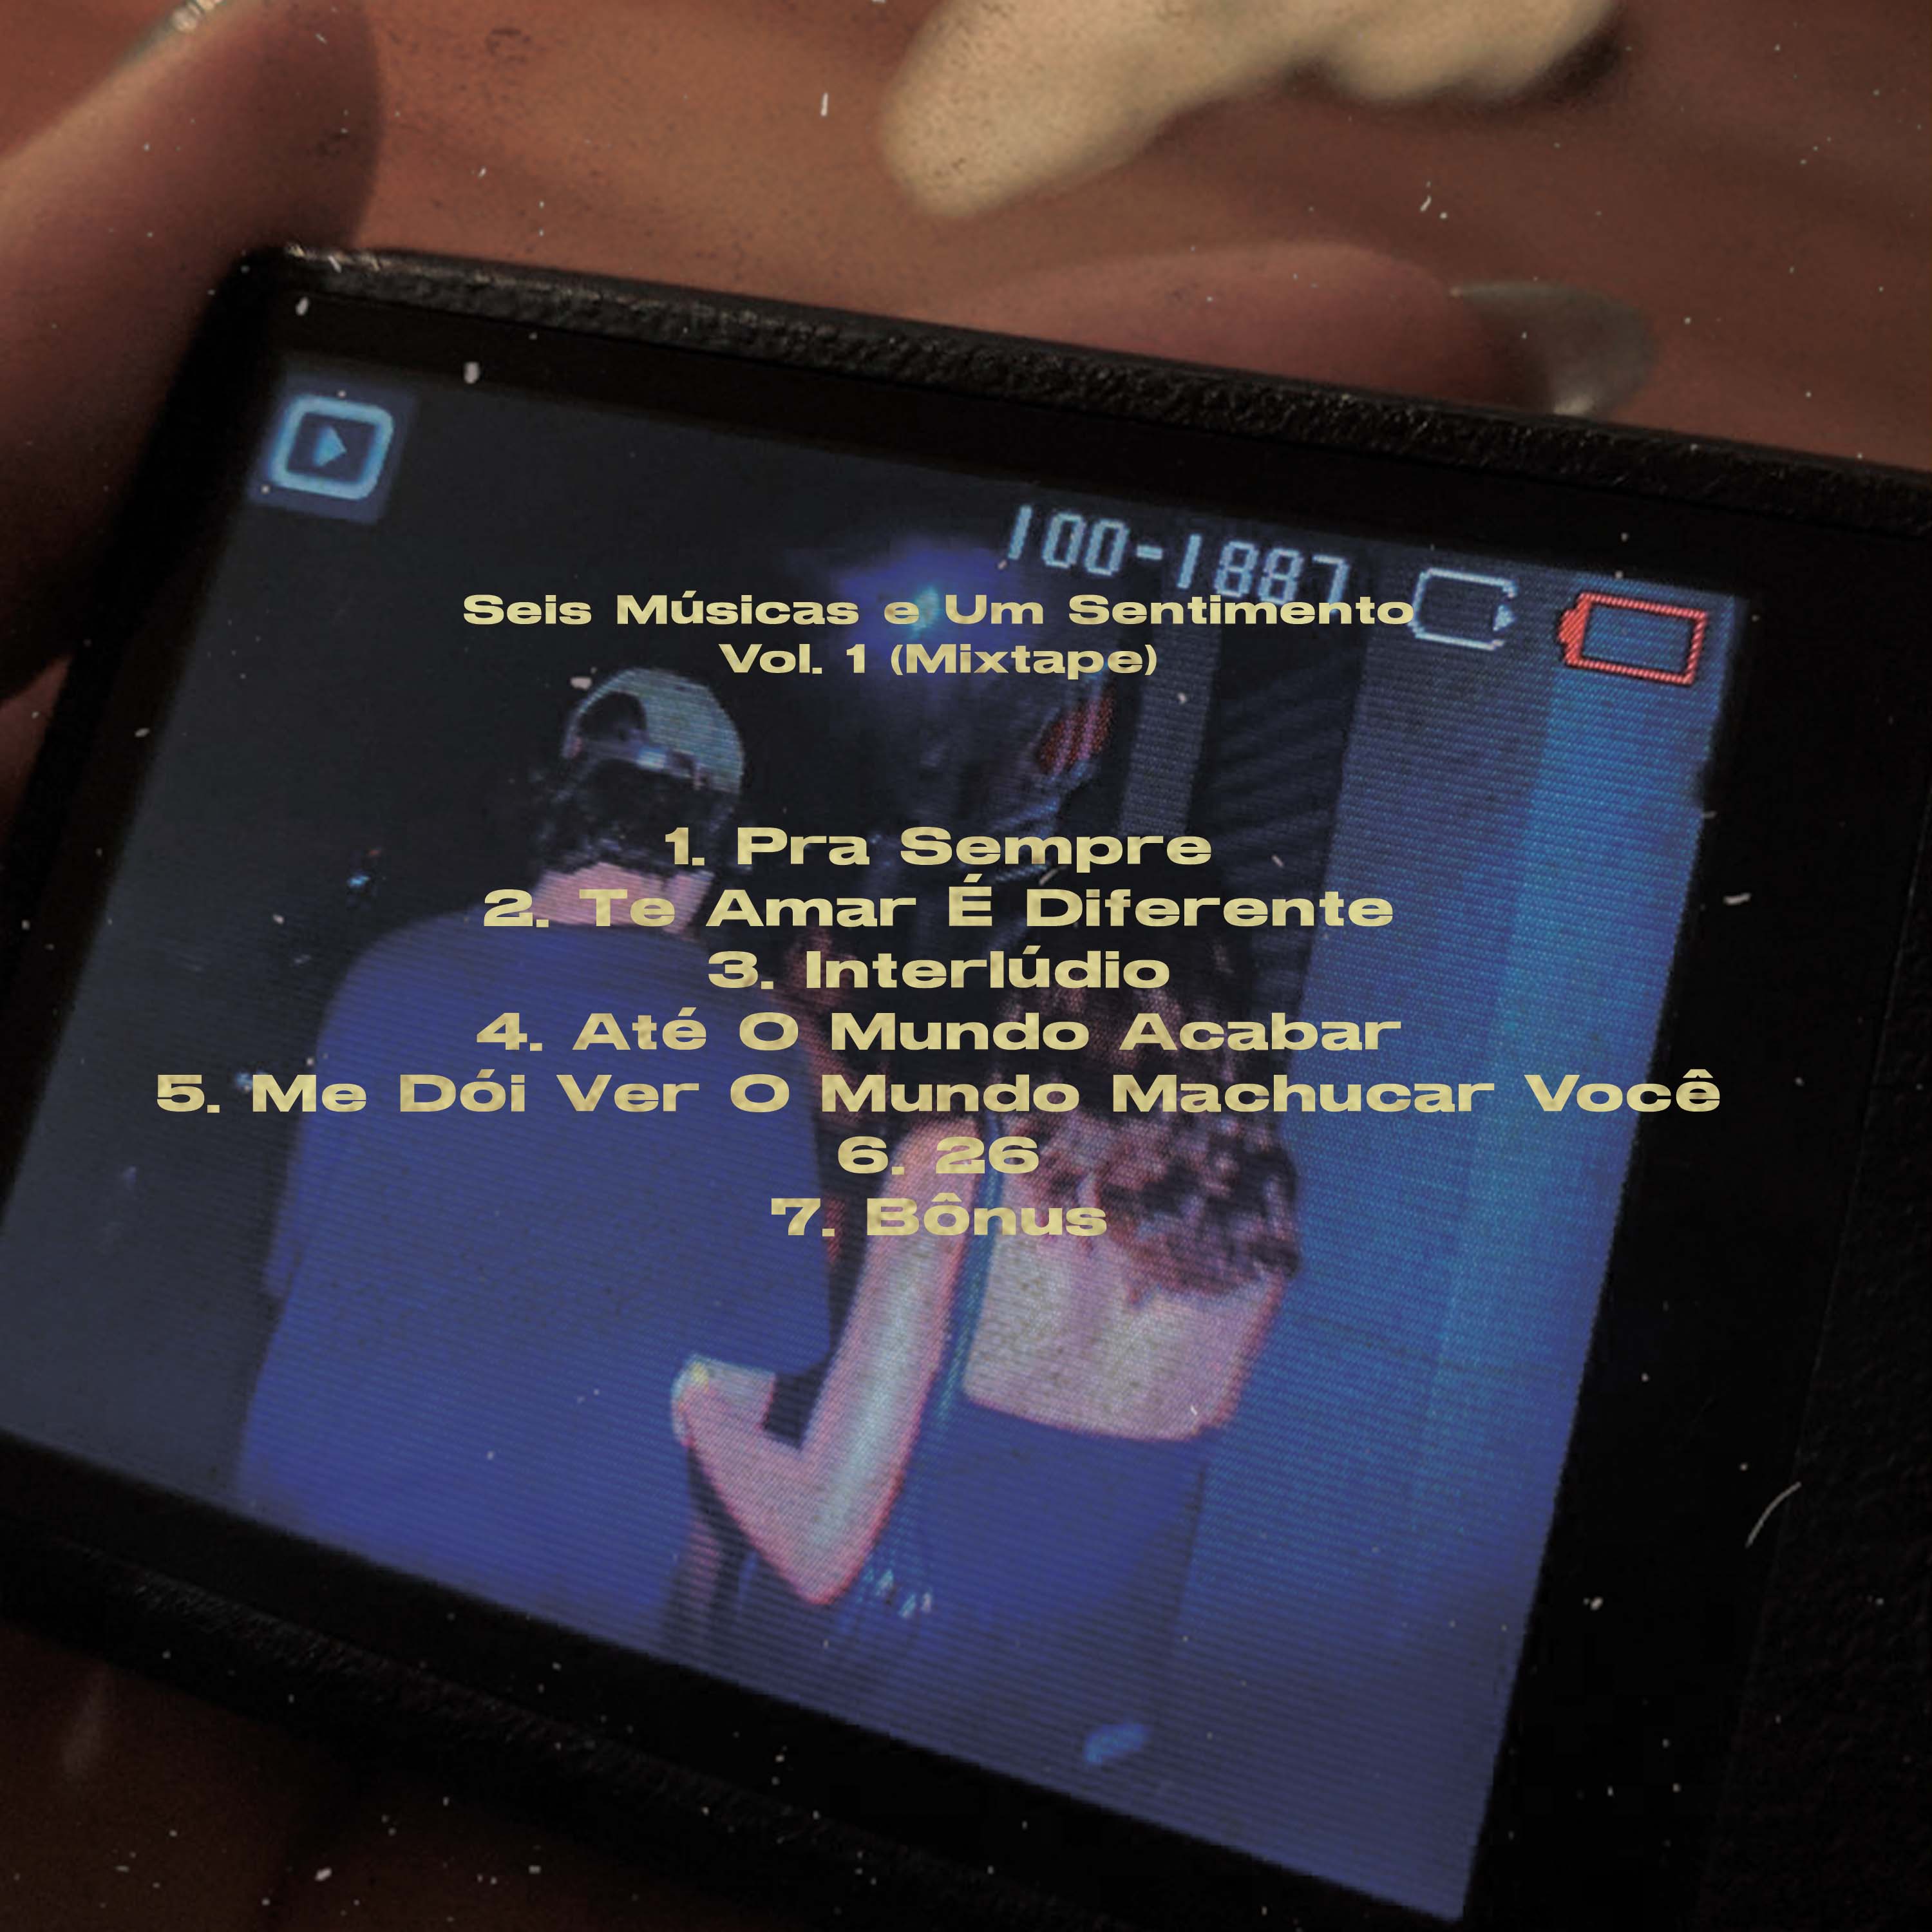 100-1887
Seis Músicas e Um Sentimento
Vol. 1 (Mixtape)
1. Pra Sempre
2. Te Amar É Diferente
3. Interlúdio
4. Até O Mundo Acabar
5. Me Dói Ver O Mundo Machucar Você
6. 26
7. Bônus